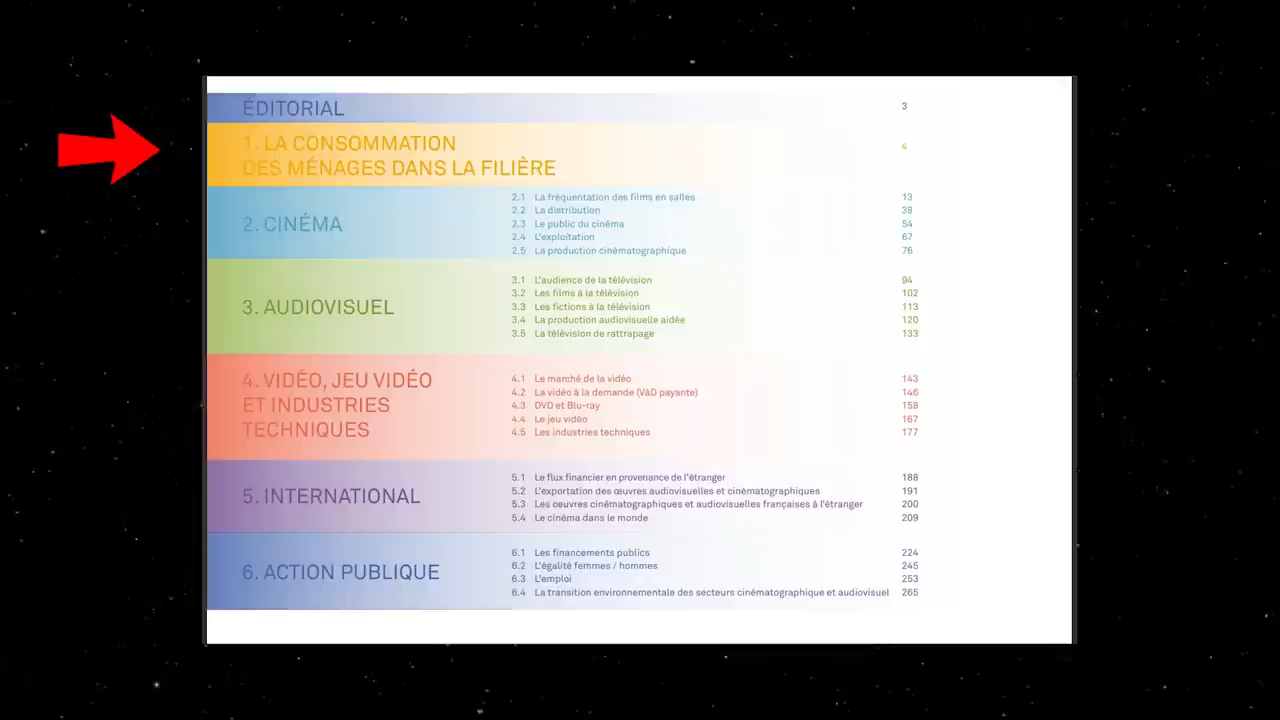 ÉDITORIAL 3
1. LA CONSOMMATION 4
DES MÉNAGES DANS LA FILIÈRE
2. CINÉMA
2.1 La fréquentation des films en salles 13
2.2 La distribution 38
2.3 Le public du cinéma 54
2.4 L'exploitation 67
2.5 La production cinématographique 76
3. AUDIOVISUEL
3.1 L'audience de la télévision 94
3.2 Les films à la télévision 102
3.3 Les fictions à la télévision 113
3.4 La production audiovisuelle aidée 120
3.5 La télévision de rattrapage 133
4. VIDÉO, JEU VIDÉO
ET INDUSTRIES
TECHNIQUES
4.1 Le marché de la vidéo 143
4.2 La vidéo à la demande (VàD payante) 146
4.3 DVD et Blu-ray 158
4.4 Le jeu vidéo 167
4.5 Les industries techniques 177
5. INTERNATIONAL
5.1 Le flux financier en provenance de l'étranger 188
5.2 L'exportation des œuvres audiovisuelles et cinématographiques 191
5.3 Les oeuvres cinématographiques et audiovisuelles françaises à l'étranger 200
5.4 Le cinéma dans le monde 209
6. ACTION PUBLIQUE
6.1 Les financements publics 224
6.2 L'égalité femmes / hommes 245
6.3 L'emploi 253
6.4 La transition environnementale des secteurs cinématographique et audiovisuel 265